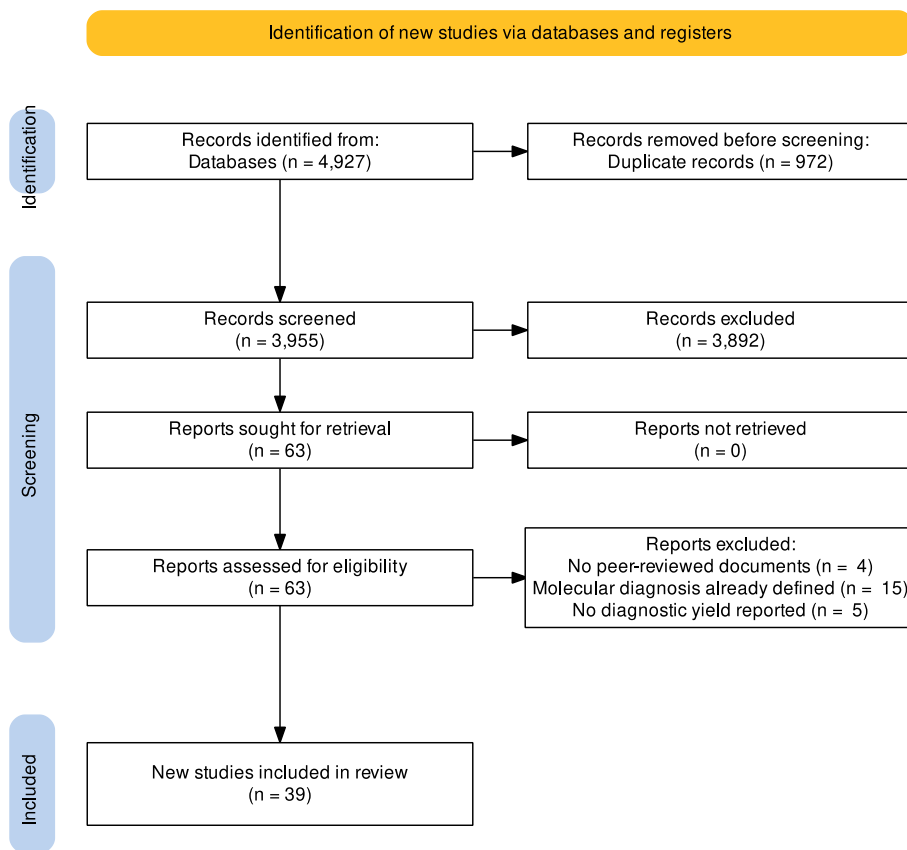 Identification of new studies via databases and registers
Identification
Records identified from:
Databases (n = 4,927)
Records removed before screening:
Duplicate records (n = 972)
Screening
Records screened
(n = 3,955)
Records excluded
(n = 3,892)
Reports sought for retrieval
(n = 63)
Reports not retrieved
(n = 0)
Reports assessed for eligibility
(n = 63)
Reports excluded:
No peer-reviewed documents (n = 4)
Molecular diagnosis already defined (n = 15)
No diagnostic yield reported (n = 5)
Included
New studies included in review
(n = 39)